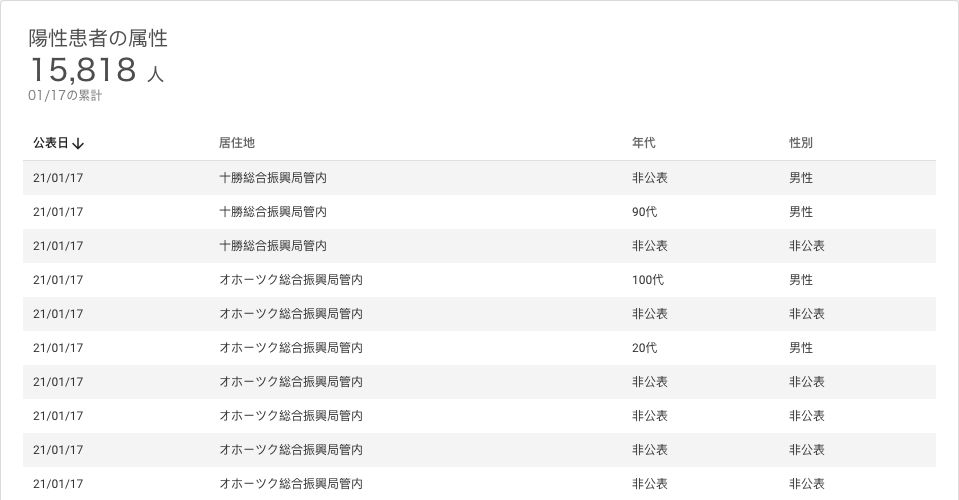 陽性患者の属性
15,818 人
01/17の累計
公表日↓ 居住地 年代 性別
21/01/17 十勝総合振興局管内 非公表 男性
21/01/17 十勝総合振興局管内 90代 男性
21/01/17 十勝総合振興局管内 非公表 非公表
21/01/17 オホーツク総合振興局管内 100代 男性
21/01/17 オホーツク総合振興局管内 非公表 非公表
21/01/17 オホーツク総合振興局管内 20代 男性
21/01/17 オホーツク総合振興局管内 非公表 非公表
21/01/17 オホーツク総合振興局管内 非公表 非公表
21/01/17 オホーツク総合振興局管内 非公表 非公表
21/01/17 オホーツク総合振興局管内 非公表 非公表